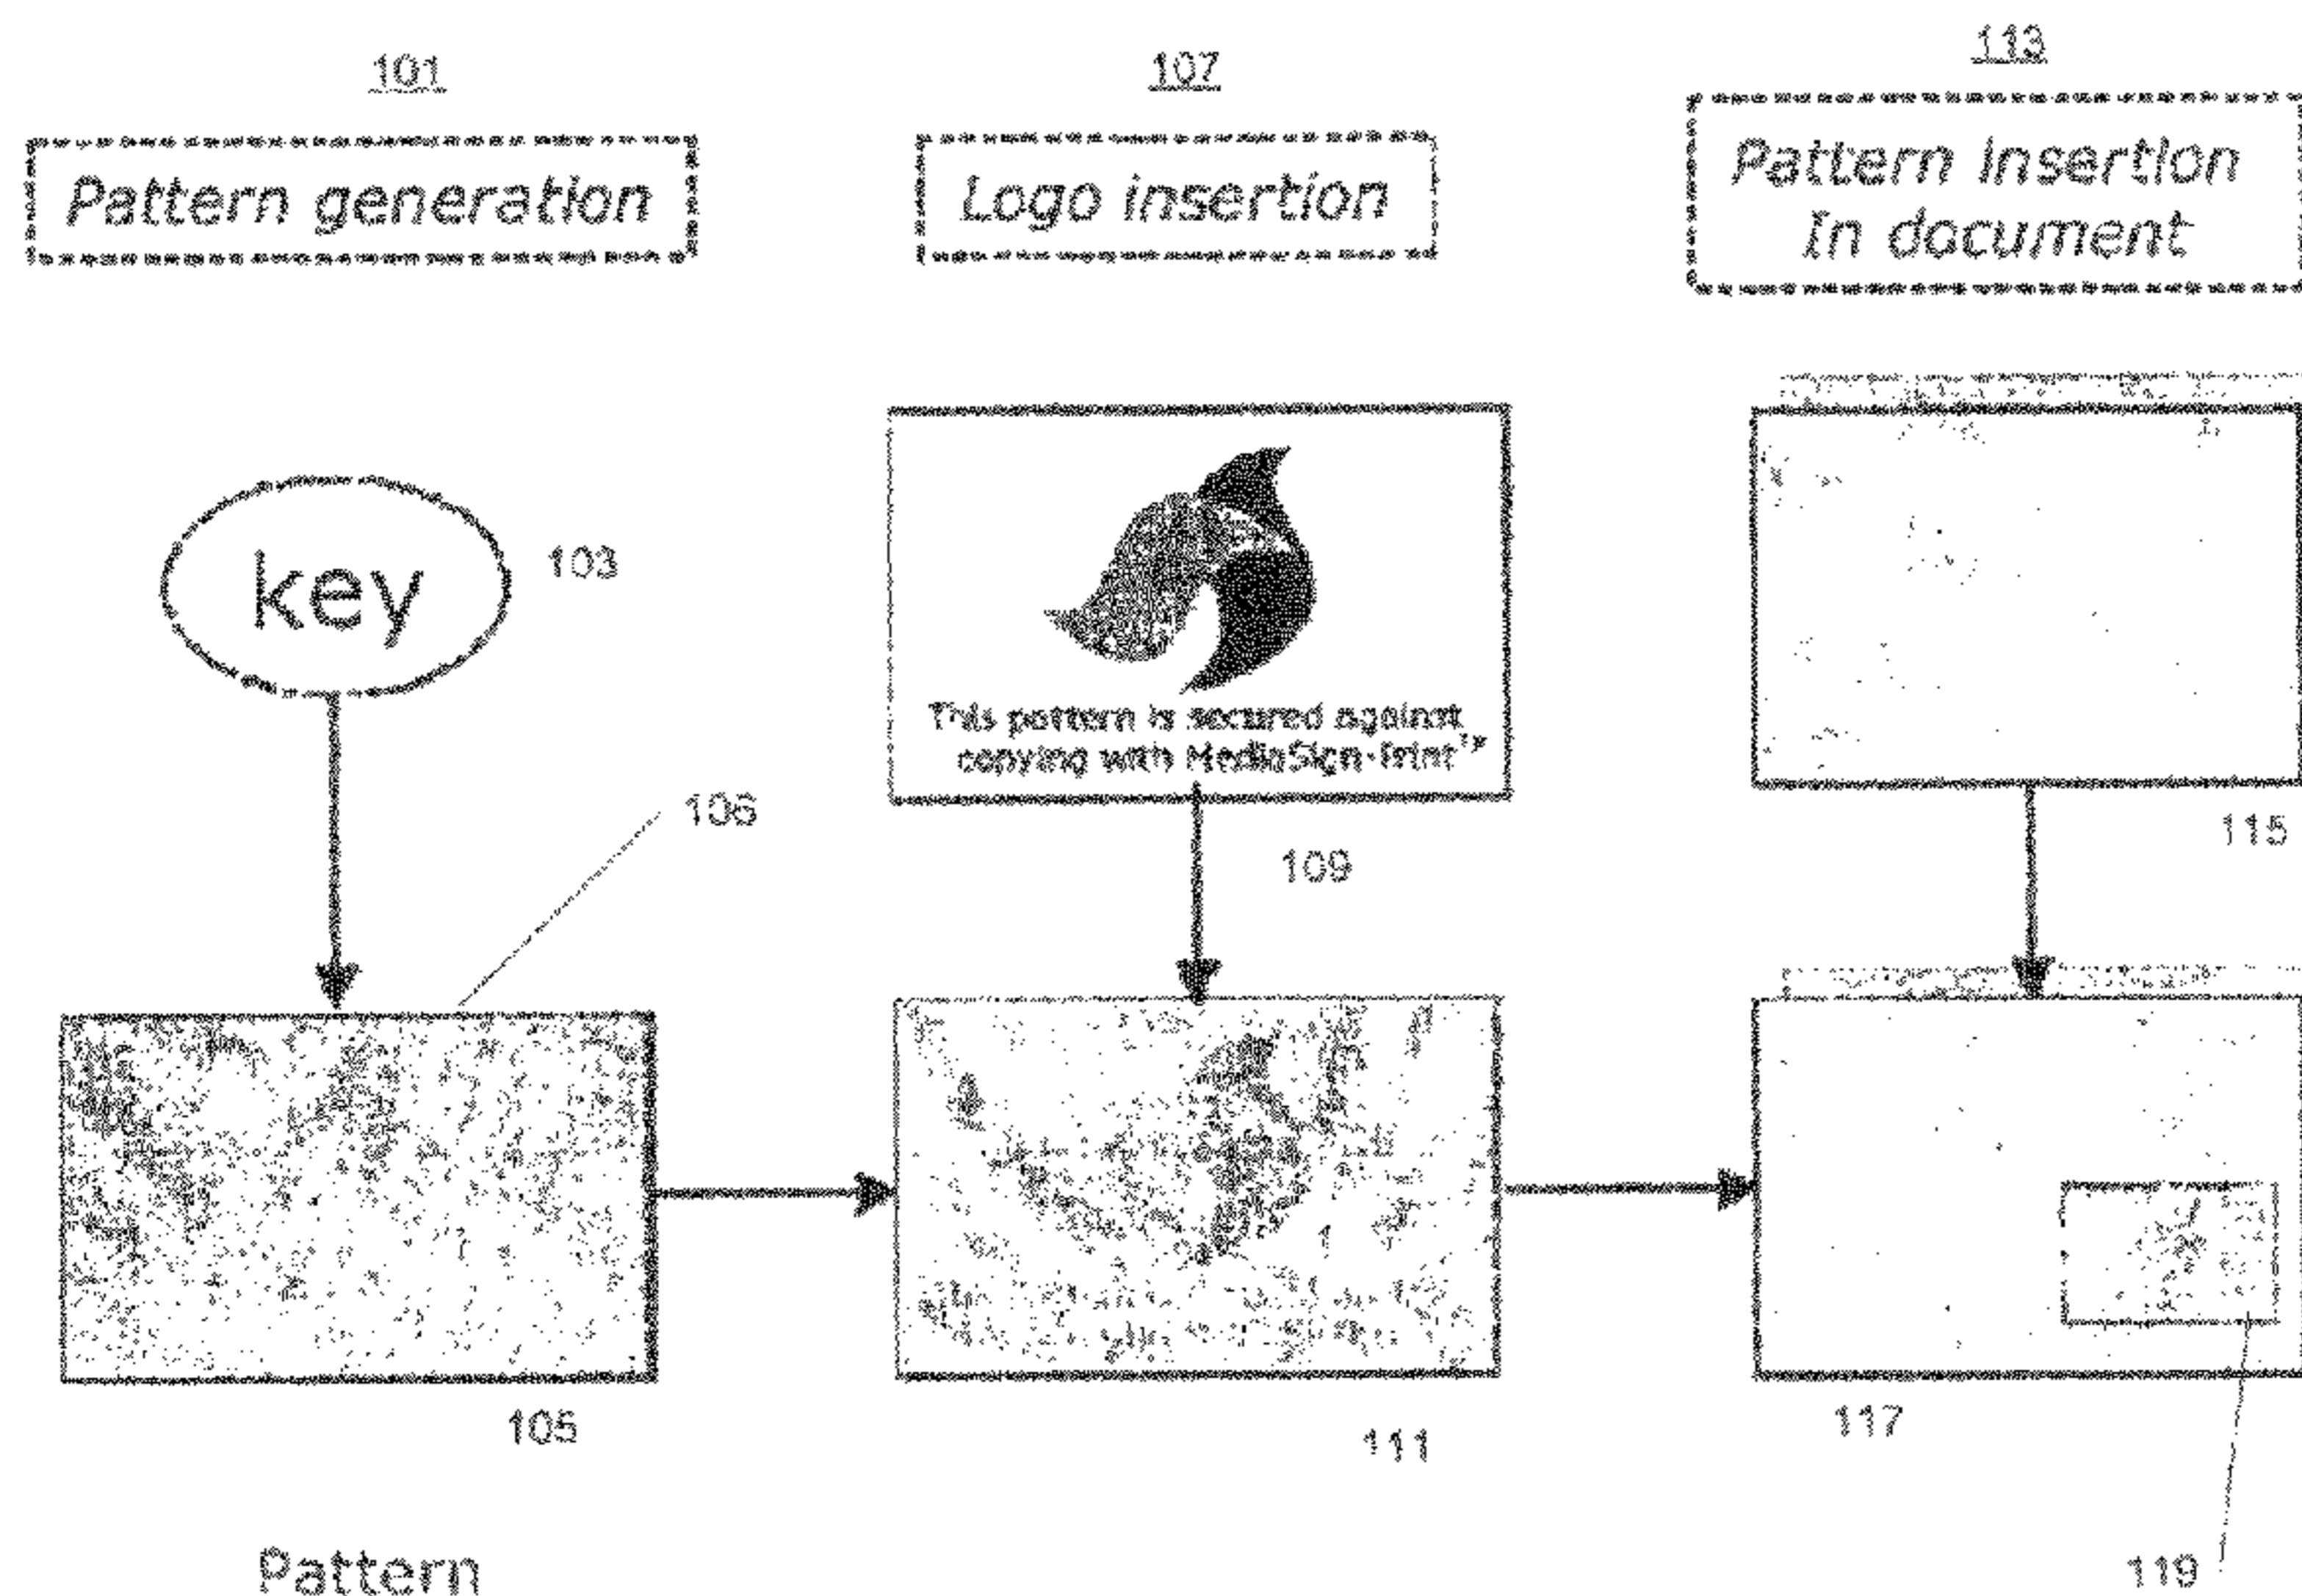 101
Pattern generation
107
Logo insertion
113
Pattern Insertion
In document
key
103
106
This pattern is secured against
copying with MediaSign-Print
109
115
105
111
117
119
Pattern